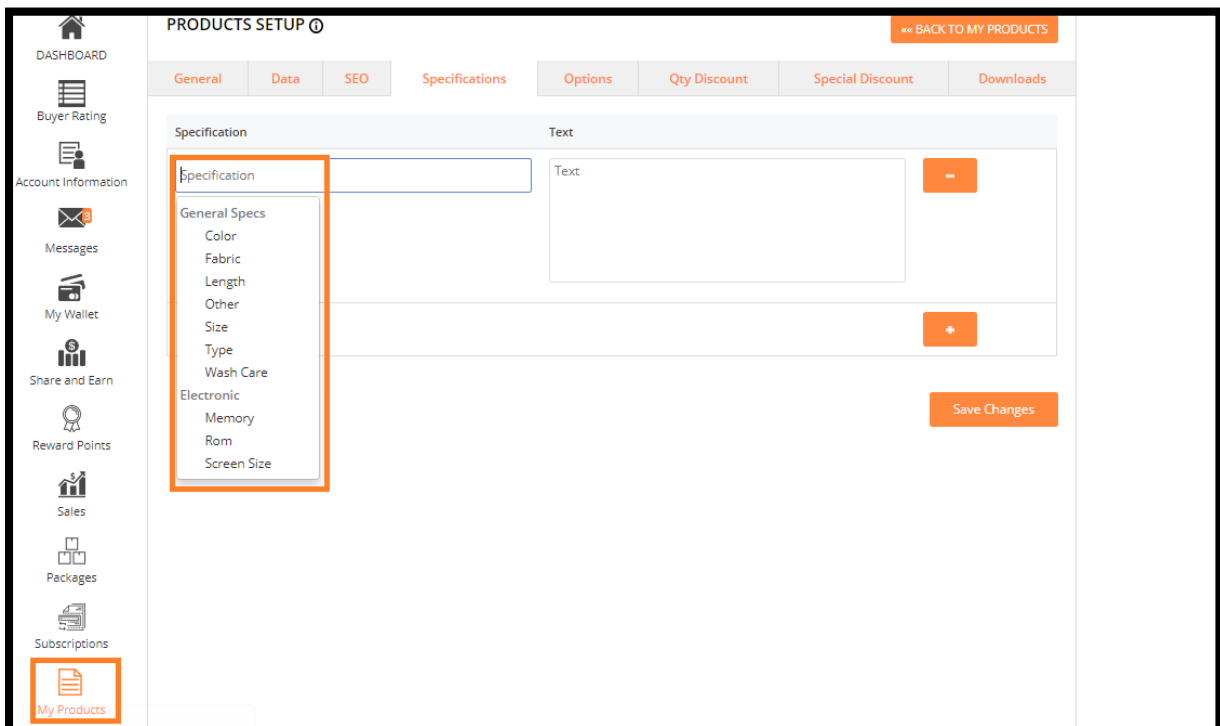 PRODUCTS SETUP
«« BACK TO MY PRODUCTS
DASHBOARD
Buyer Rating
Account Information
3
Messages
My Wallet
Share and Earn
Reward Points
Sales
Packages
Subscriptions
My Products
General Data SEO Specifications Options Qty Discount Special Discount Downloads
Specification Text
Specification Text
-
General Specs
Color
Fabric
Length
Other
Size
Type
Wash Care
Electronic
Memory
Rom
Screen Size
+
Save Changes